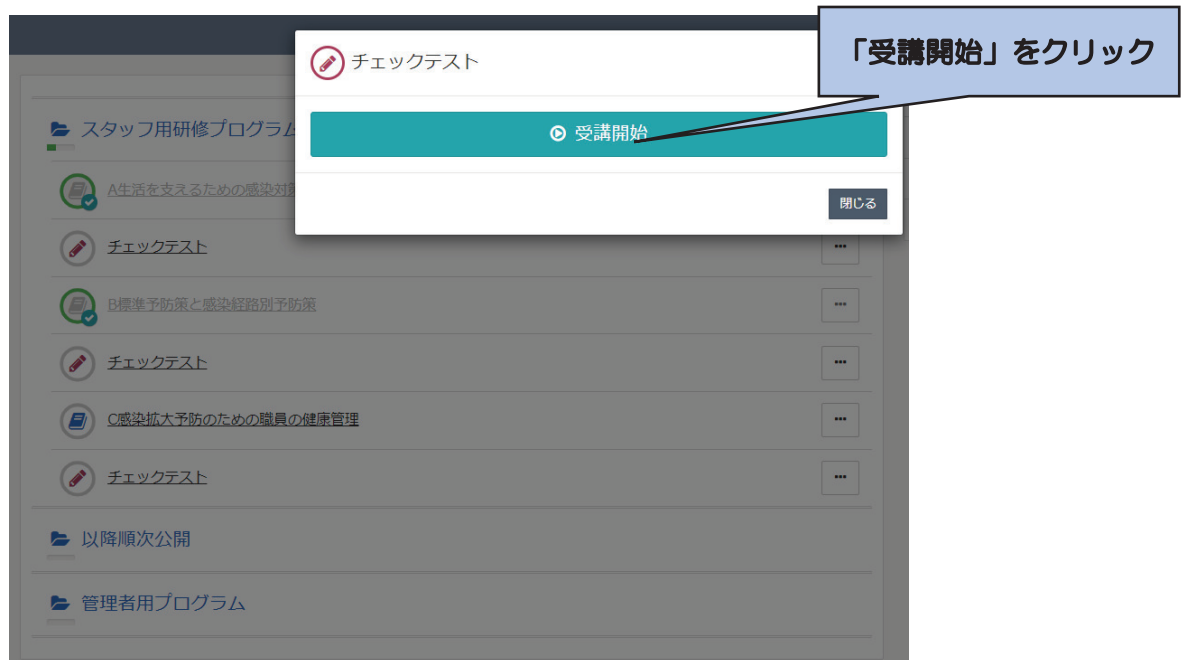 「受講開始」をクリック
チェックテスト
受講開始
閉じる
スタッフ用研修プログラム
A生活を支えるための感染対策
チェックテスト
B標準予防策と感染経路別予防策
チェックテスト
C感染拡大予防のための職員の健康管理
チェックテスト
以降順次公開
管理者用プログラム